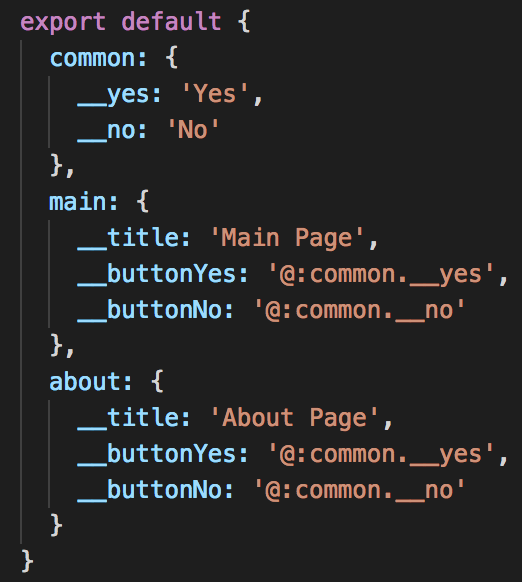 export default {
  common: {
    __yes: 'Yes',
    __no: 'No'
  },
  main: {
    __title: 'Main Page',
    __buttonYes: '@:common.__yes',
    __buttonNo: '@:common.__no'
  },
  about: {
    __title: 'About Page',
    __buttonYes: '@:common.__yes',
    __buttonNo: '@:common.__no'
  }
}